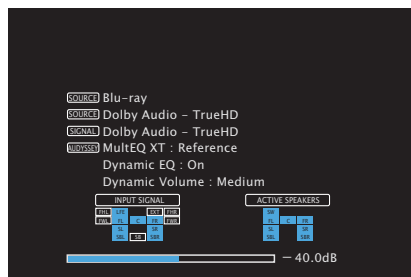 SOURCE Blu-ray
SOURCE Dolby Audio – TrueHD
SIGNAL Dolby Audio – TrueHD
AUDYSSEY MultEQ XT : Reference
Dynamic EQ : On
Dynamic Volume : Medium
INPUT SIGNAL ACTIVE SPEAKERS
FHL LFE EXT FHR SW
FWL FL C FR FWR FL C FR
SL SR SL SR
SBL SB SBR SBL SBR
– 40.0dB